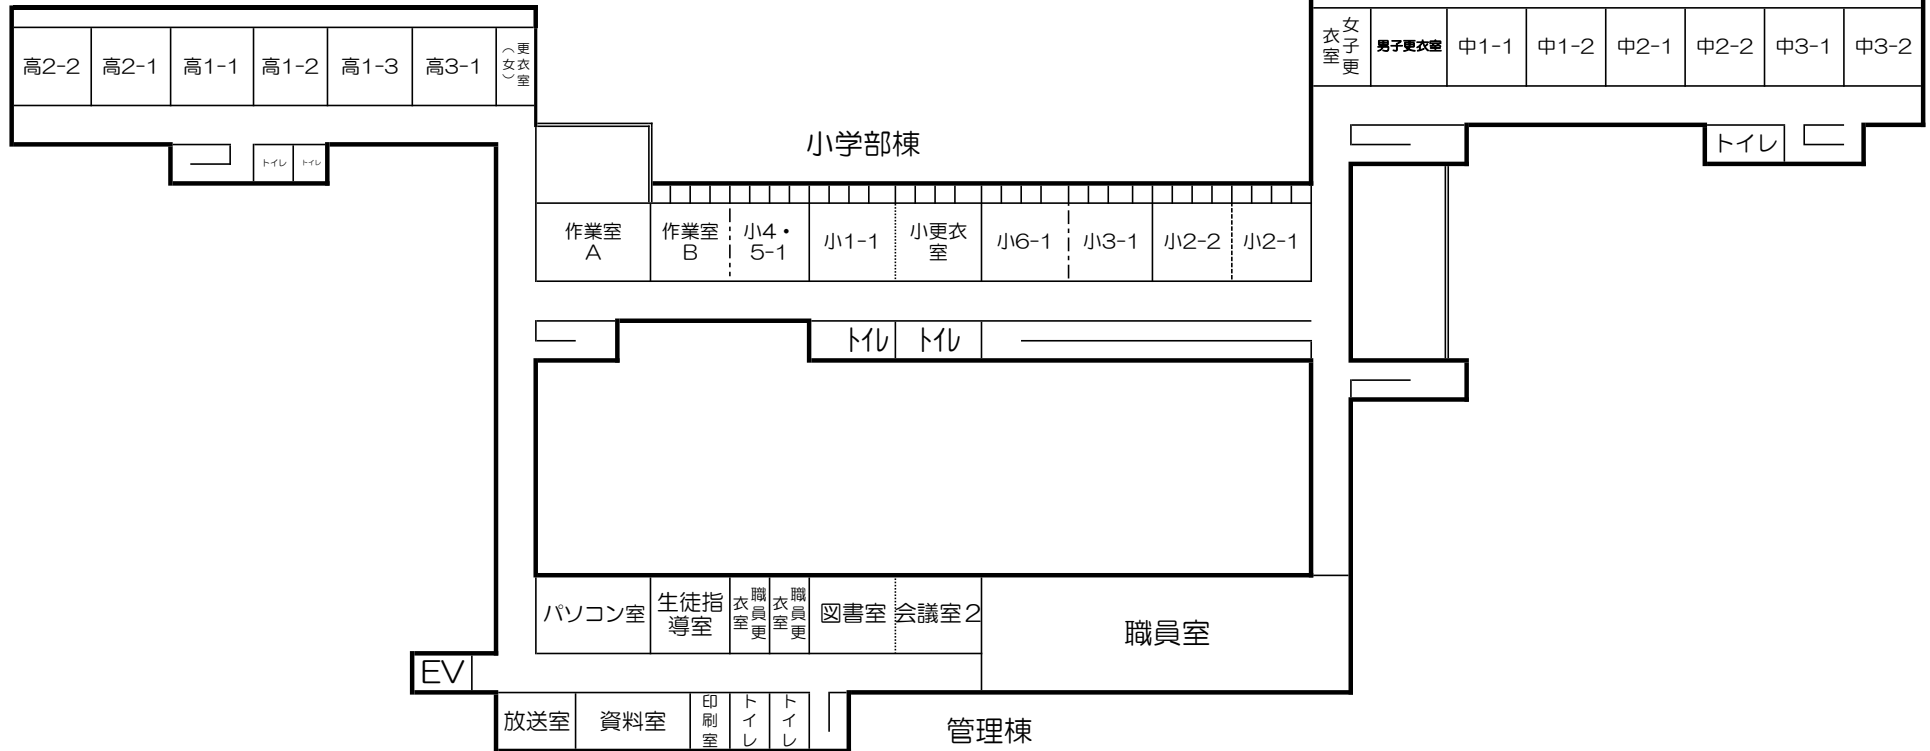 高2-2
高2-1
高1-1
高1-2
高1-3
高3-1
更衣室
（女）
女子更
衣室
男子更衣室
中1-1
中1-2
中2-1
中2-2
中3-1
中3-2
トイレ
トイレ
トイレ
小学部棟
作業室
A
作業室
B
小4・
5-1
小1-1
小更衣
室
小6-1
小3-1
小2-2
小2-1
トイレ
トイレ
パソコン室
生徒指
導室
職員更
衣室
職員更
衣室
図書室
会議室２
職員室
EV
放送室
資料室
印刷室
トイレ
トイレ
管理棟